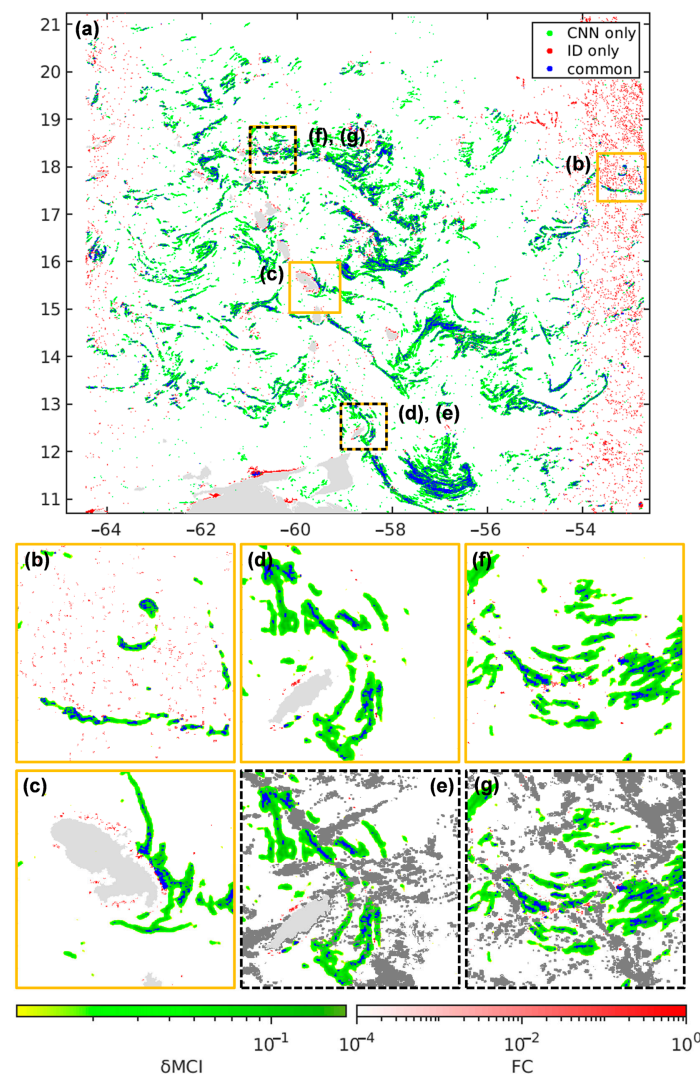 (a)
CNN only
ID only
common
21
20
19
18
17
16
15
14
13
12
11
(f), (g)
(b)
(c)
(d), (e)
−64
−62
−60
−58
−56
−54
(b)
(d)
(f)
(c)
(e)
(g)
10⁻¹
10⁻⁴
10⁻²
10⁰
δMCI
FC